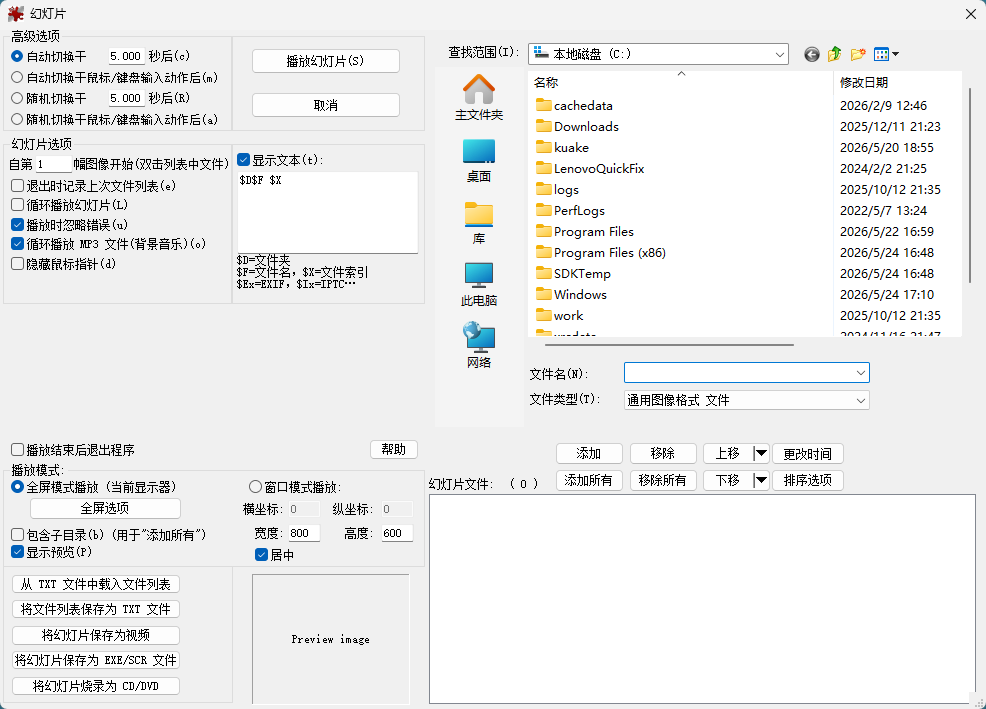 幻灯片
高级选项
自动切换于 5.000 秒后(c)
自动切换于鼠标/键盘输入动作后(m)
随机切换于 5.000 秒后(R)
随机切换于鼠标/键盘输入动作后(a)
播放幻灯片(S)
取消
幻灯片选项
自第 1 幅图像开始(双击列表中文件)
退出时记录上次文件列表(e)
循环播放幻灯片(L)
播放时忽略错误(u)
循环播放 MP3 文件(背景音乐)(o)
隐藏鼠标指针(d)
显示文本(t):
$D$F $X
$D=文件夹
$F=文件名，$X=文件索引
$Ex=EXIF，$Ix=IPTC…
播放结束后退出程序
帮助
播放模式:
全屏模式播放 (当前显示器)
全屏选项
包含子目录(b) (用于"添加所有")
显示预览(P)
窗口模式播放:
横坐标: 0 纵坐标: 0
宽度: 800 高度: 600
居中
从 TXT 文件中载入文件列表
将文件列表保存为 TXT 文件
将幻灯片保存为视频
将幻灯片保存为 EXE/SCR 文件
将幻灯片烧录为 CD/DVD
Preview image
查找范围(I): 本地磁盘 (C:)
主文件夹
桌面
库
此电脑
网络
名称 修改日期
cachedata 2026/2/9 12:46
Downloads 2025/12/11 21:23
kuake 2026/5/20 18:55
LenovoQuickFix 2024/2/2 21:25
logs 2025/10/12 21:35
PerfLogs 2022/5/7 13:24
Program Files 2026/5/22 16:59
Program Files (x86) 2026/5/24 16:48
SDKTemp 2026/5/24 16:48
Windows 2026/5/24 17:10
work 2025/10/12 21:35
2024/11/16 21:47
文件名(N):
文件类型(T): 通用图像格式 文件
添加 移除 上移 更改时间
幻灯片文件: ( 0 ) 添加所有 移除所有 下移 排序选项